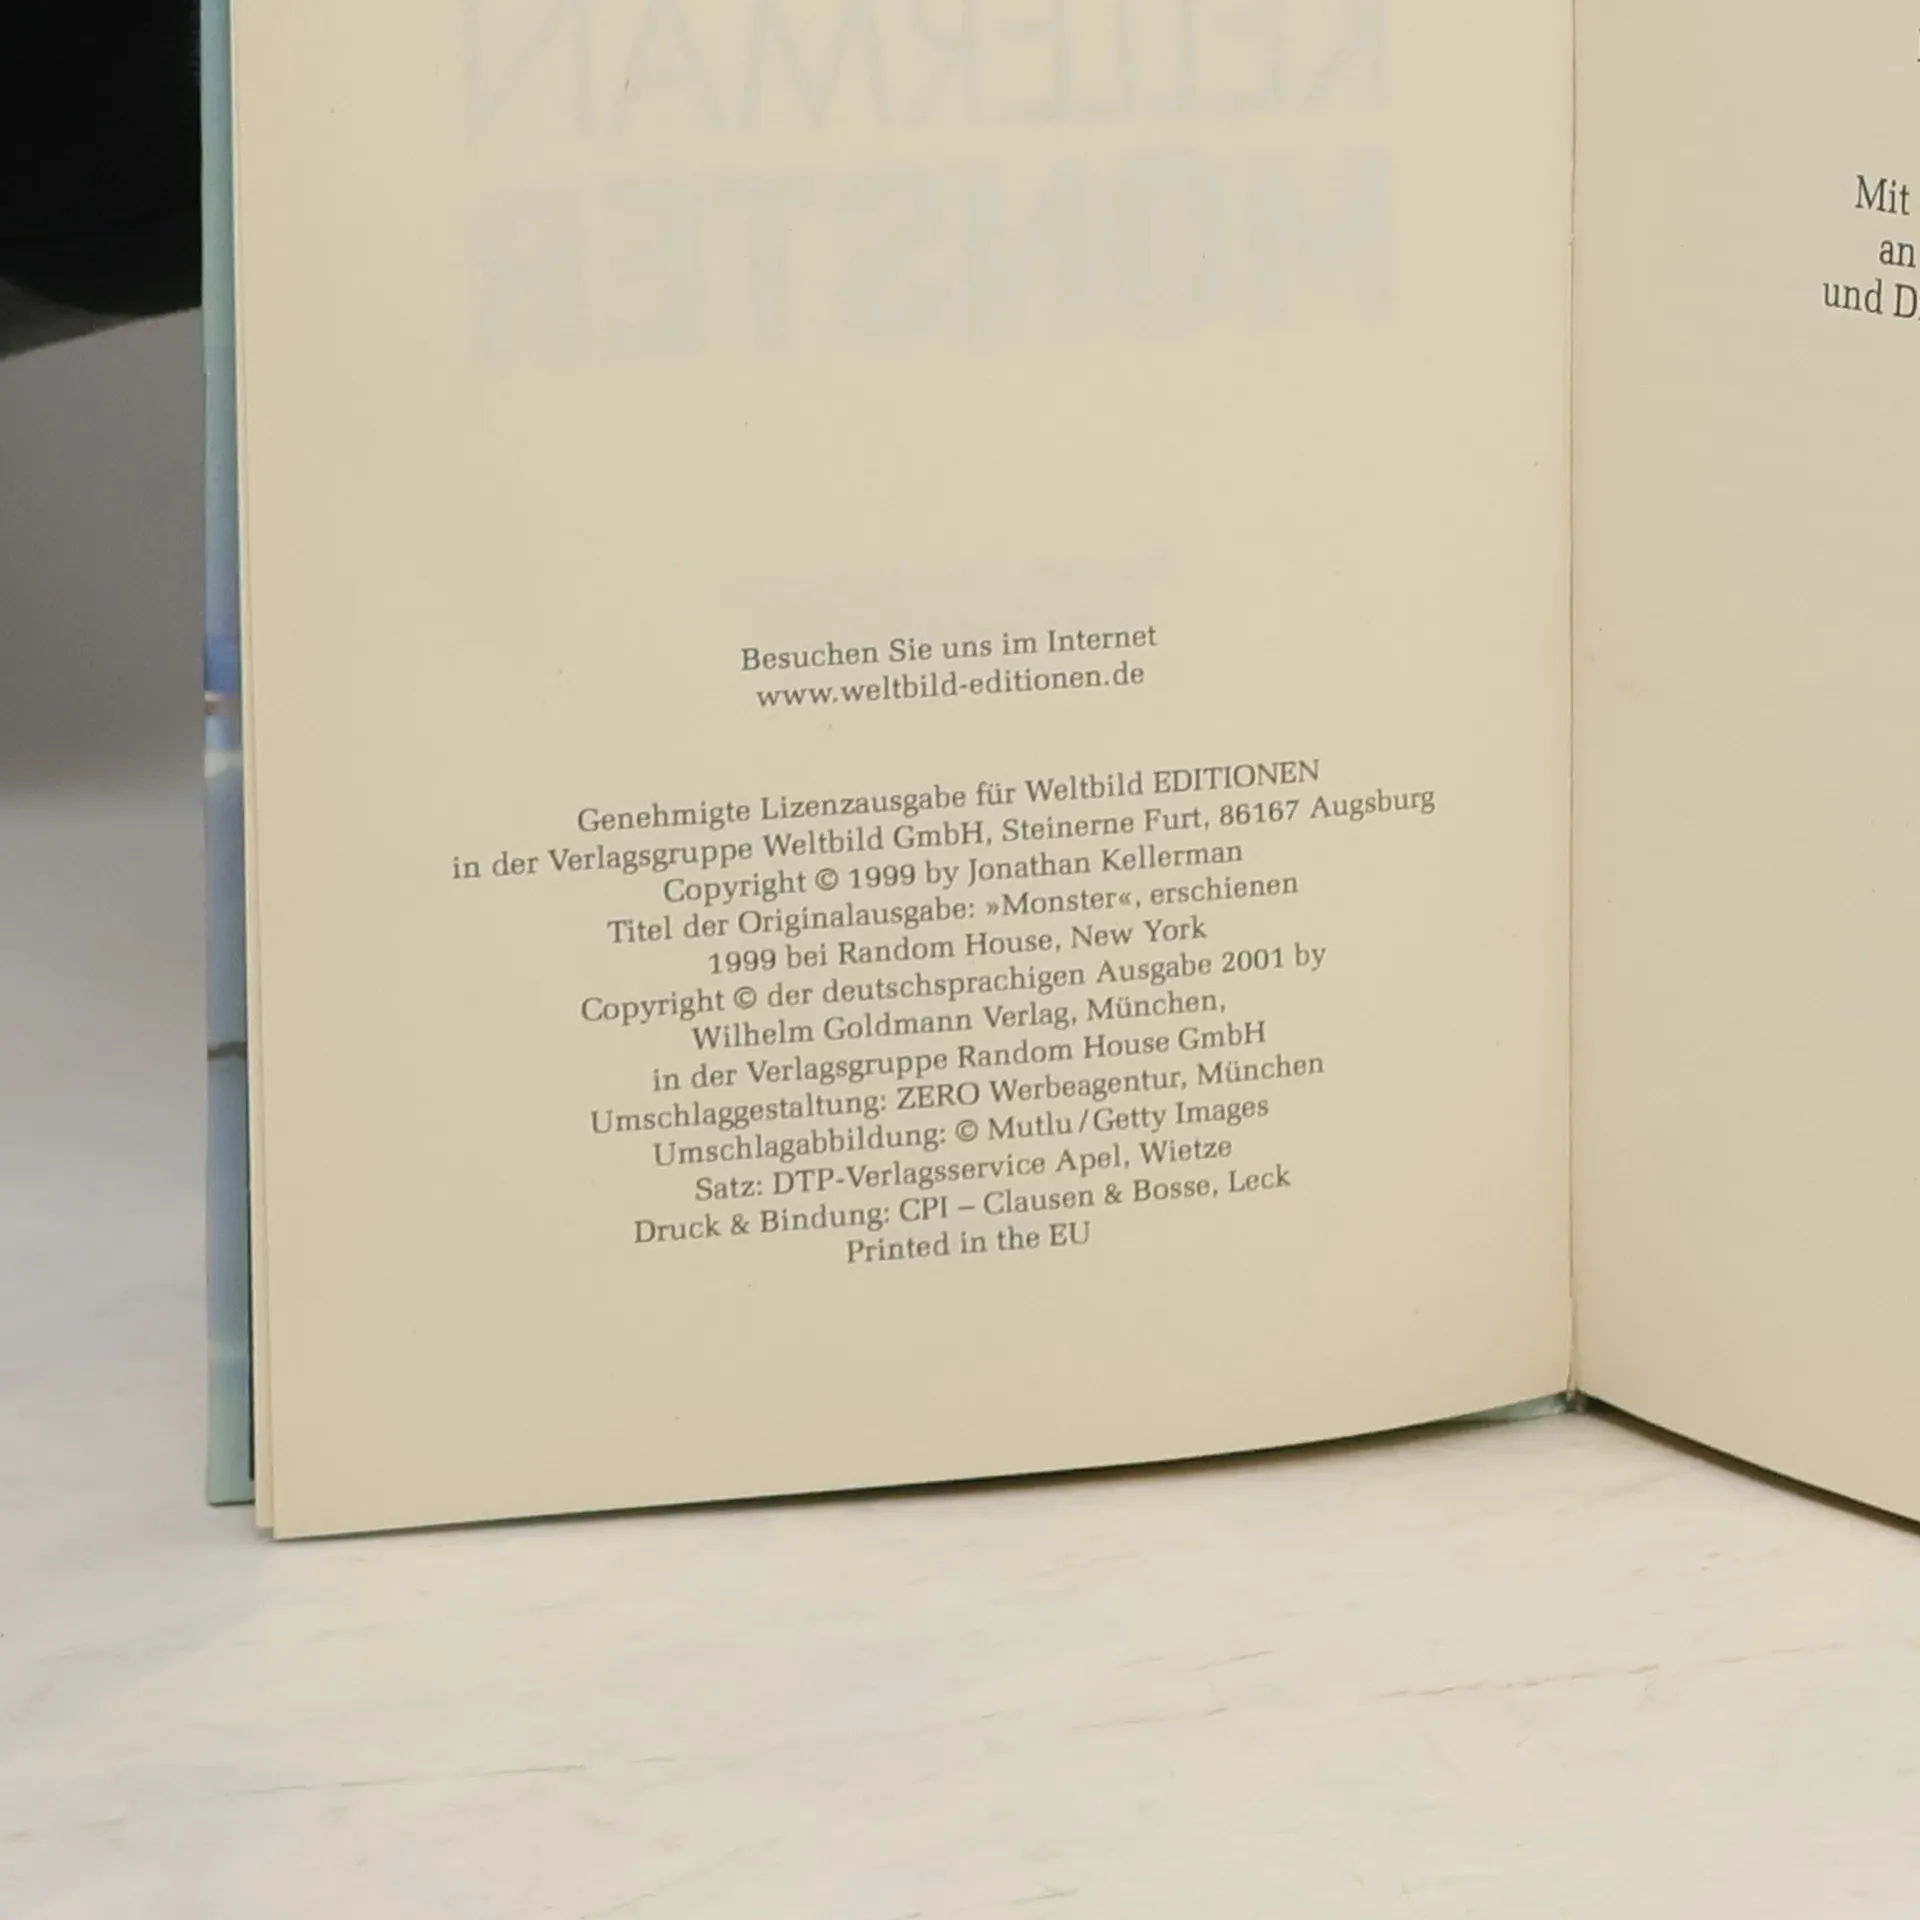 KELLERMAN
MONSTER
Besuchen Sie uns im Internet
www.weltbild-editionen.de
Genehmigte Lizenzausgabe für Weltbild EDITIONEN
in der Verlagsgruppe Weltbild GmbH, Steinerne Furt, 86167 Augsburg
Copyright © 1999 by Jonathan Kellerman
Titel der Originalausgabe: »Monster«, erschienen
1999 bei Random House, New York
Copyright © der deutschsprachigen Ausgabe 2001 by
Wilhelm Goldmann Verlag, München,
in der Verlagsgruppe Random House GmbH
Umschlaggestaltung: ZERO Werbeagentur, München
Umschlagabbildung: © Mutlu/Getty Images
Satz: DTP-Verlagsservice Apel, Wietze
Druck & Bindung: CPI – Clausen & Bosse, Leck
Printed in the EU
Mit
an
und D